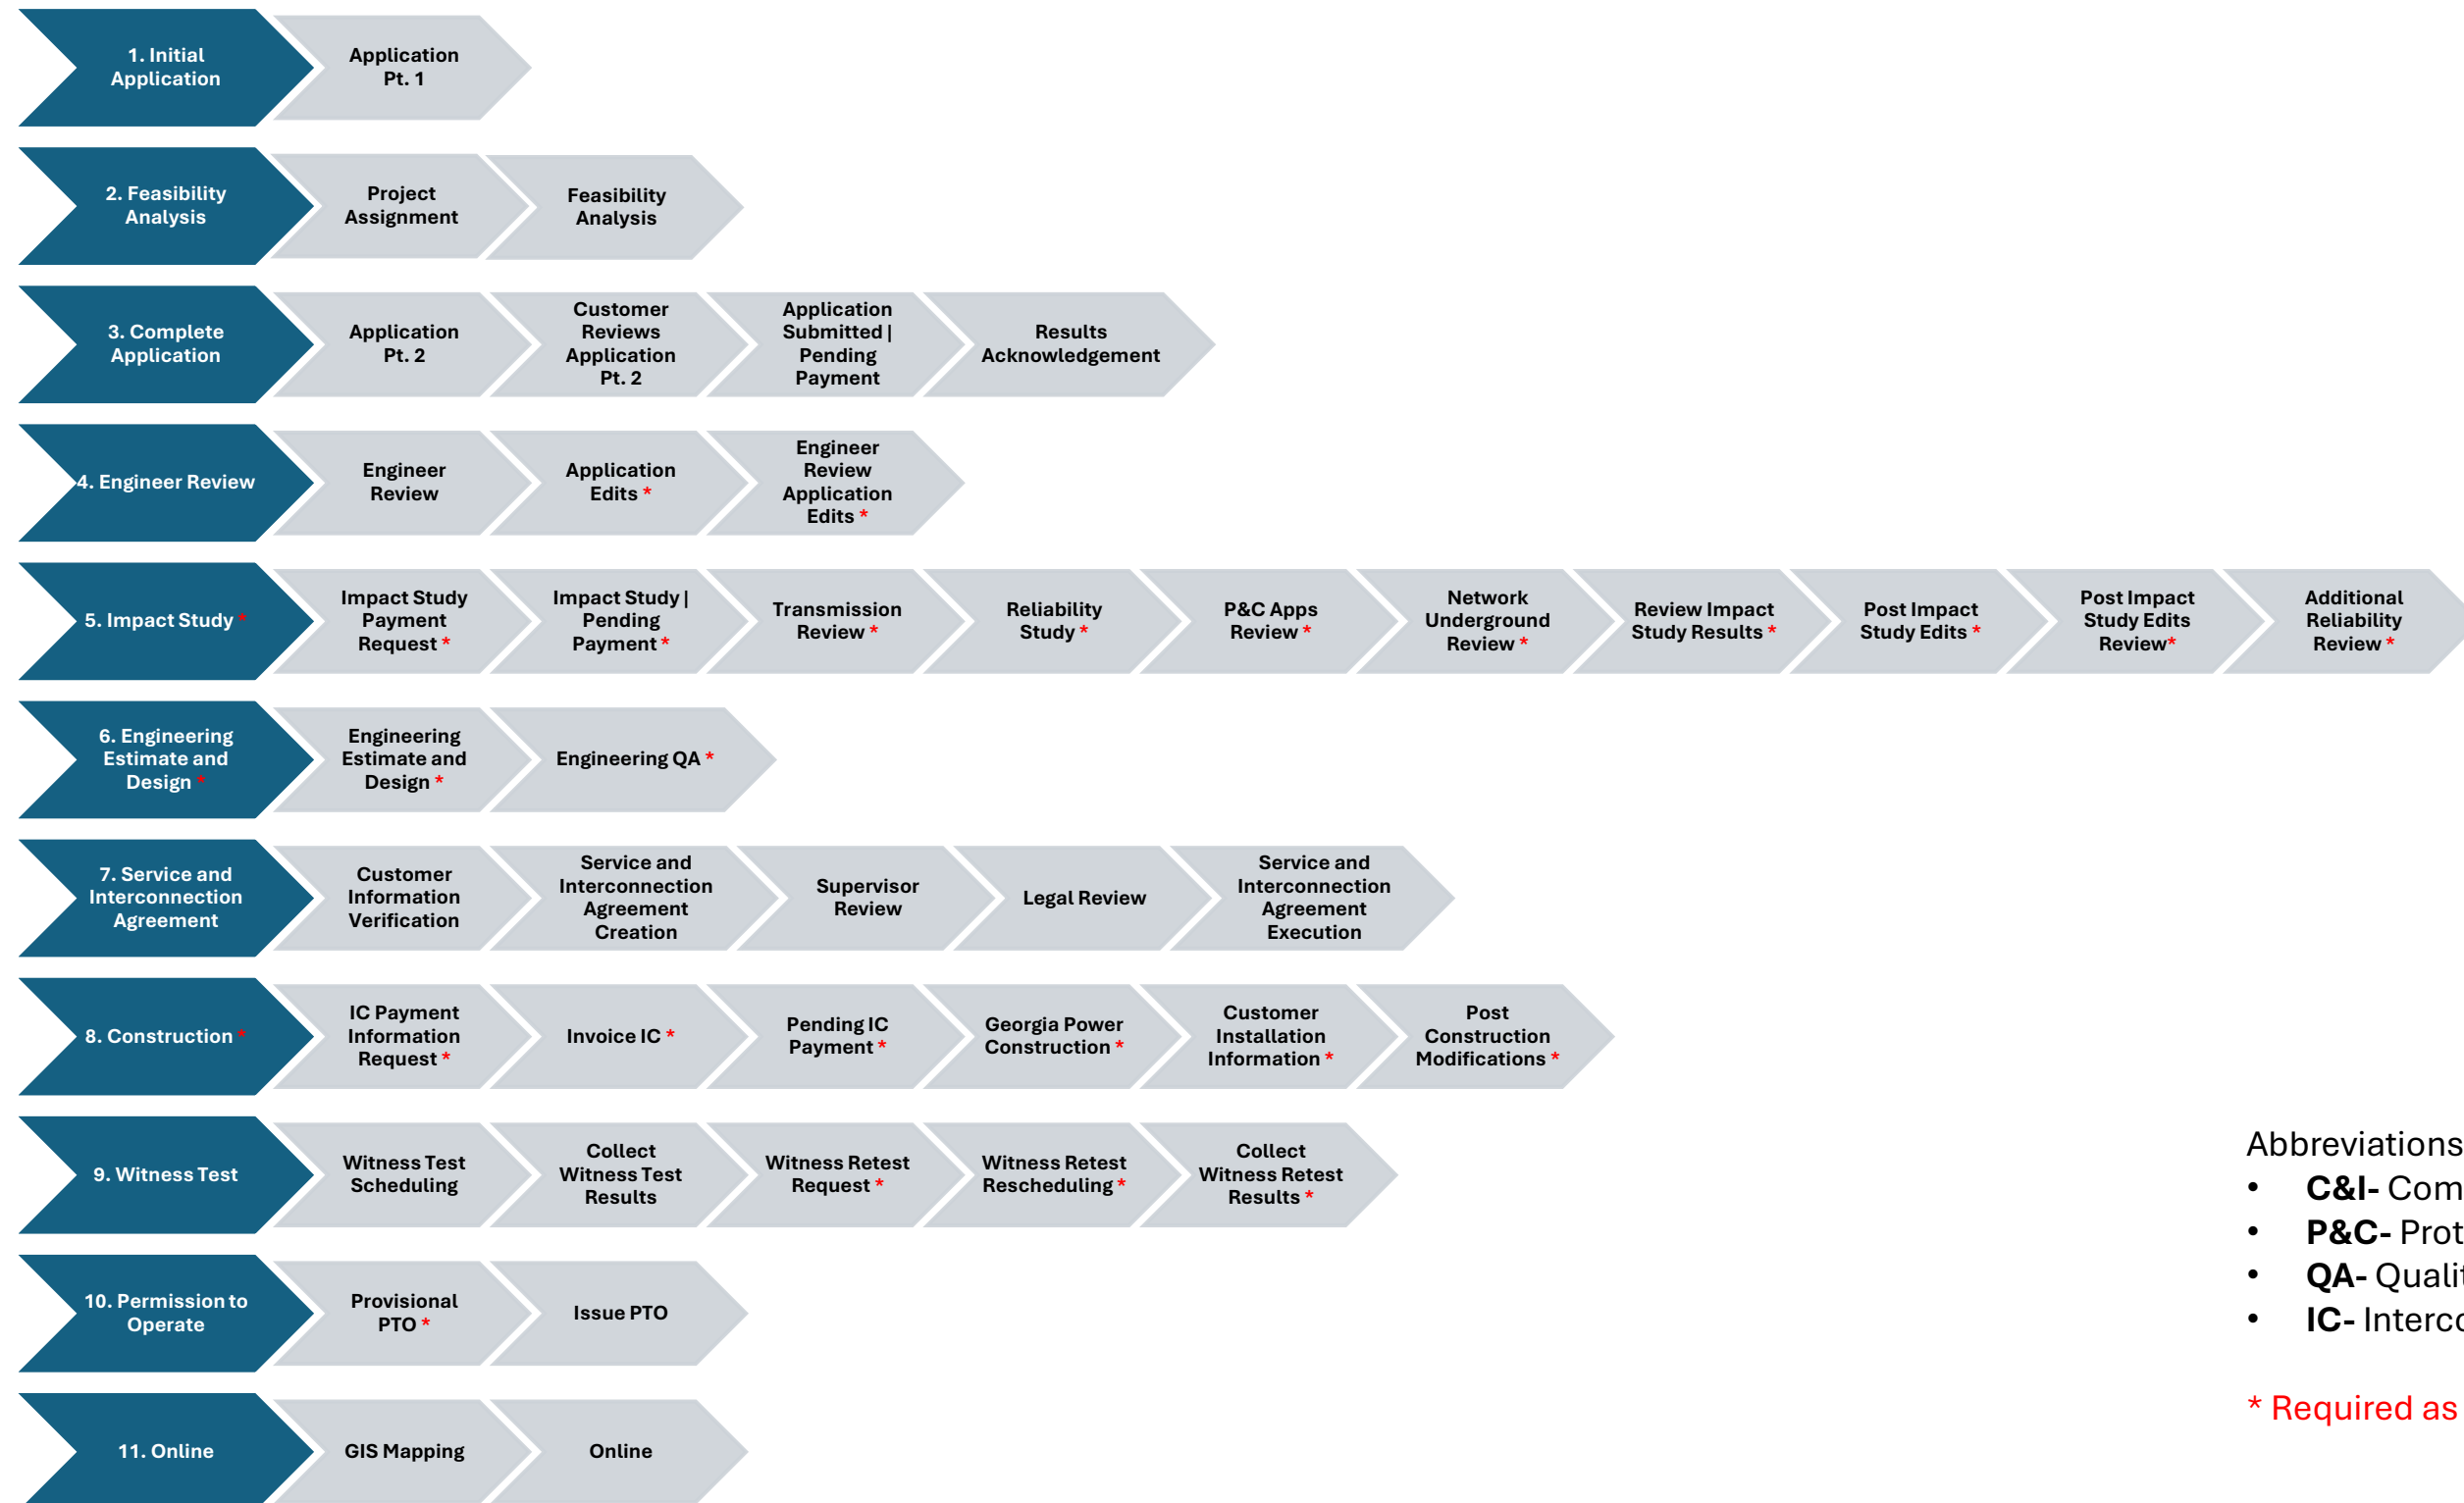 1. Initial
Application
Application
Pt. 1
2. Feasibility
Analysis
Project
Assignment
Feasibility
Analysis
3. Complete
Application
Application
Pt. 2
Customer
Reviews
Application
Pt. 2
Application
Submitted |
Pending
Payment
Results
Acknowledgement
4. Engineer Review
Engineer
Review
Application
Edits *
Engineer
Review
Application
Edits *
5. Impact Study *
Impact Study
Payment
Request *
Impact Study |
Pending
Payment *
Transmission
Review *
Reliability
Study *
P&C Apps
Review *
Network
Underground
Review *
Review Impact
Study Results *
Post Impact
Study Edits *
Post Impact
Study Edits
Review*
Additional
Reliability
Review *
6. Engineering
Estimate and
Design *
Engineering
Estimate and
Design *
Engineering QA *
7. Service and
Interconnection
Agreement
Customer
Information
Verification
Service and
Interconnection
Agreement
Creation
Supervisor
Review
Legal Review
Service and
Interconnection
Agreement
Execution
8. Construction *
IC Payment
Information
Request *
Invoice IC *
Pending IC
Payment *
Georgia Power
Construction *
Customer
Installation
Information *
Post
Construction
Modifications *
9. Witness Test
Witness Test
Scheduling
Collect
Witness Test
Results
Witness Retest
Request *
Witness Retest
Rescheduling *
Collect
Witness Retest
Results *
10. Permission to
Operate
Provisional
PTO *
Issue PTO
11. Online
GIS Mapping
Online
Abbreviations
• C&I- Com
• P&C- Prot
• QA- Quali
• IC- Interc
* Required as